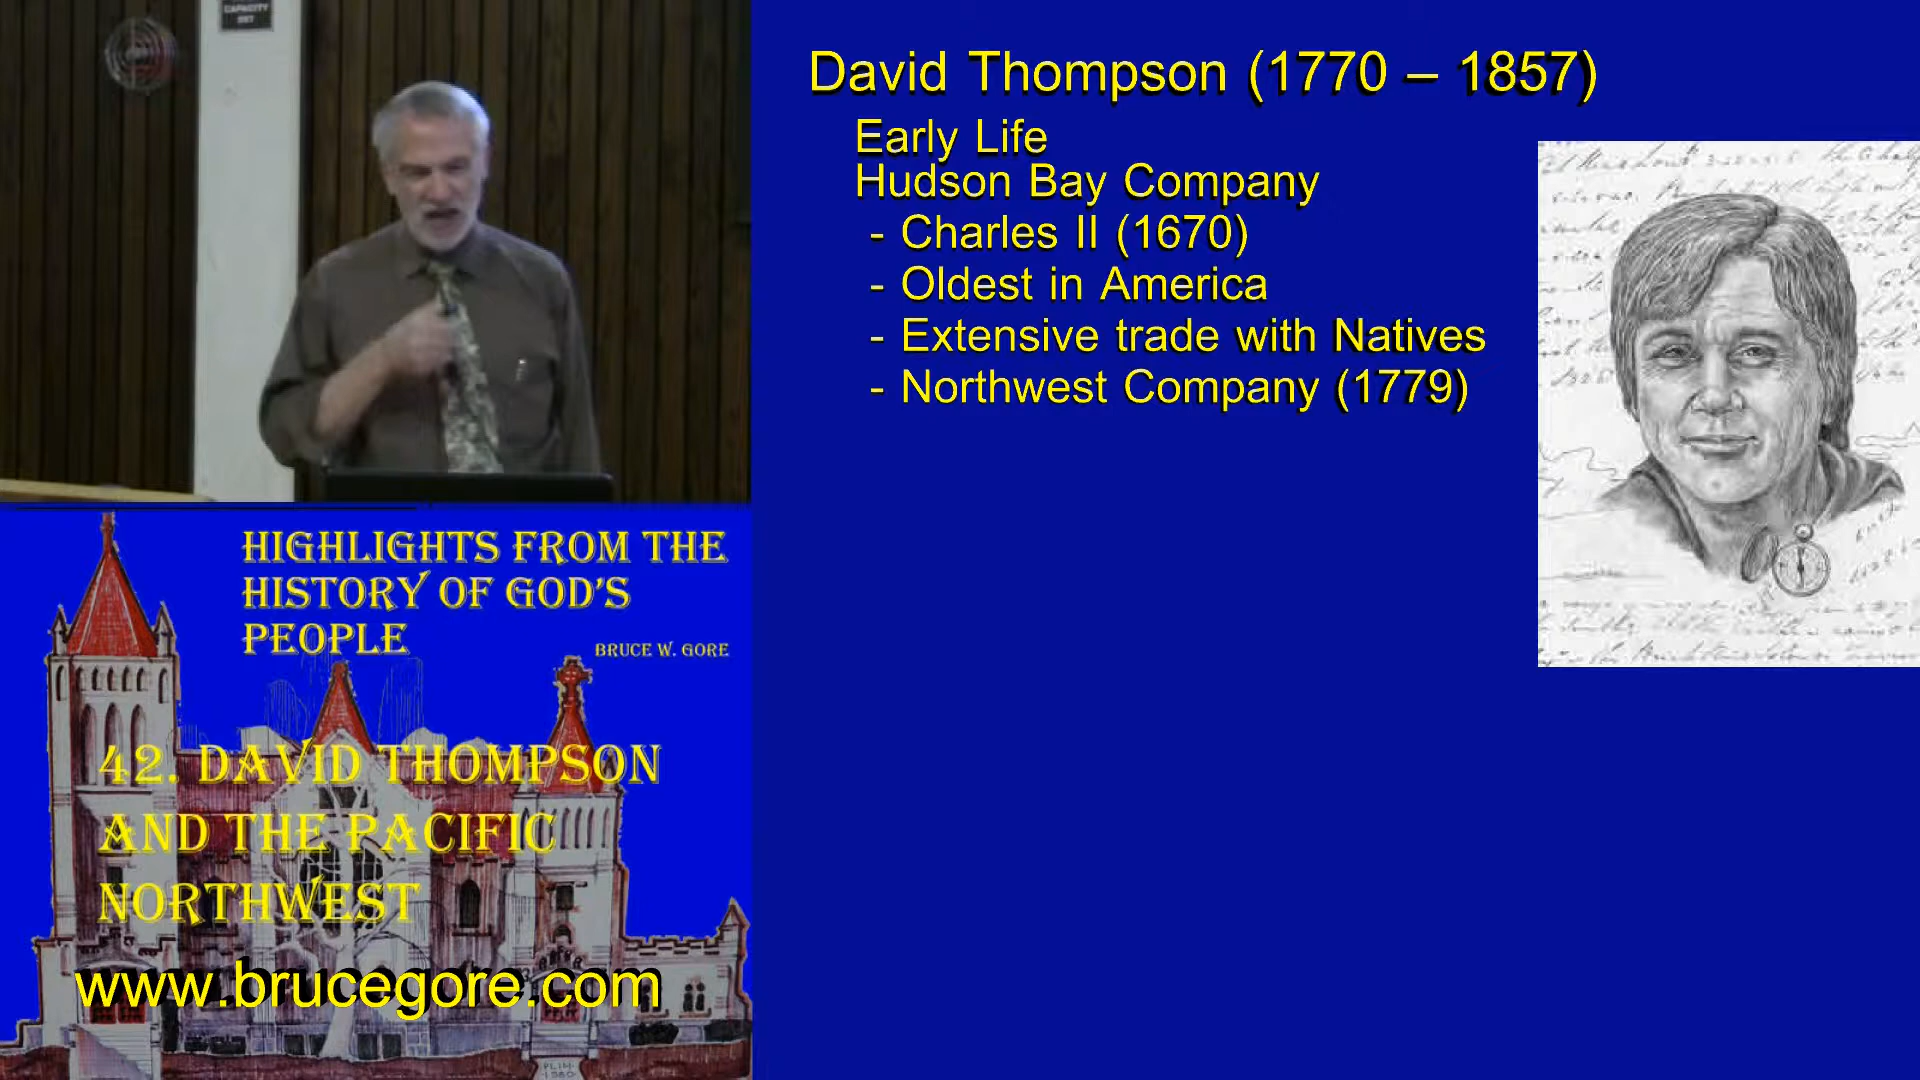 CAPACITY
David Thompson (1770 – 1857)
Early Life
Hudson Bay Company
- Charles II (1670)
- Oldest in America
- Extensive trade with Natives
- Northwest Company (1779)
HIGHLIGHTS FROM THE
HISTORY OF GOD'S
PEOPLE
BRUCE W. GORE
42. DAVID THOMPSON
AND THE PACIFIC
NORTHWEST
www.brucegore.com